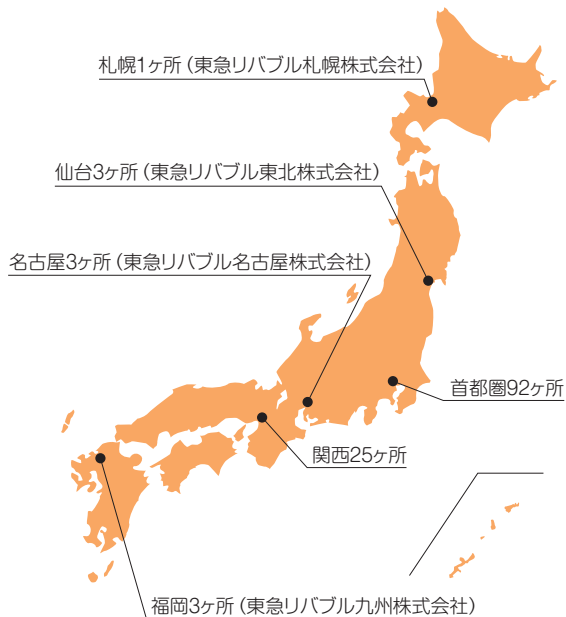 札幌1ヶ所（東急リバブル札幌株式会社）
仙台3ヶ所（東急リバブル東北株式会社）
名古屋3ヶ所（東急リバブル名古屋株式会社）
首都圏92ヶ所
関西25ヶ所
福岡3ヶ所（東急リバブル九州株式会社）